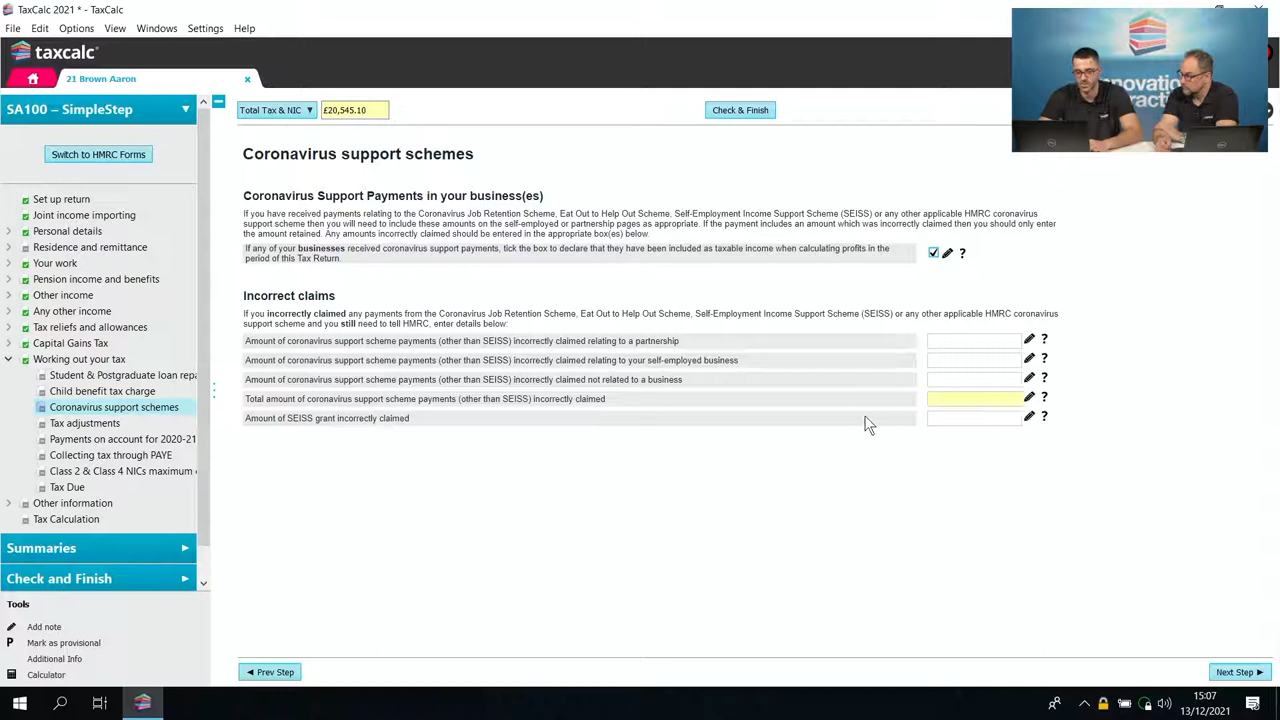 TaxCalc 2021 * - TaxCalc
File Edit Options View Windows Settings Help
taxcalc
21 Brown Aaron
SA100 – SimpleStep
Switch to HMRC Forms
Set up return
Joint income importing
Personal details
Residence and remittance
Your work
Pension income and benefits
Other income
Any other income
Tax reliefs and allowances
Capital Gains Tax
Working out your tax
Student & Postgraduate loan repa
Child benefit tax charge
Coronavirus support schemes
Tax adjustments
Payments on account for 2020-21
Collecting tax through PAYE
Class 2 & Class 4 NICs maximum
Tax Due
Other information
Tax Calculation
Summaries
Check and Finish
Tools
Add note
P Mark as provisional
Additional Info
Calculator
Total Tax & NIC £20,545.10
Check & Finish
Coronavirus support schemes
Coronavirus Support Payments in your business(es)
If you have received payments relating to the Coronavirus Job Retention Scheme, Eat Out to Help Out Scheme, Self-Employment Income Support Scheme (SEISS) or any other applicable HMRC coronavirus
support scheme then you will need to include these amounts on the self-employed or partnership pages as appropriate. If the payment includes an amount which was incorrectly claimed then you should only enter
the amount retained. Any amounts incorrectly claimed should be entered in the appropriate box(es) below.
If any of your businesses received coronavirus support payments, tick the box to declare that they have been included as taxable income when calculating profits in the
period of this Tax Return.
?
Incorrect claims
If you incorrectly claimed any payments from the Coronavirus Job Retention Scheme, Eat Out to Help Out Scheme, Self-Employment Income Support Scheme (SEISS) or any other applicable HMRC coronavirus
support scheme and you still need to tell HMRC, enter details below:
Amount of coronavirus support scheme payments (other than SEISS) incorrectly claimed relating to a partnership ?
Amount of coronavirus support scheme payments (other than SEISS) incorrectly claimed relating to your self-employed business ?
Amount of coronavirus support scheme payments (other than SEISS) incorrectly claimed not related to a business ?
Total amount of coronavirus support scheme payments (other than SEISS) incorrectly claimed ?
Amount of SEISS grant incorrectly claimed ?
Prev Step
Next Step
15:07
13/12/2021